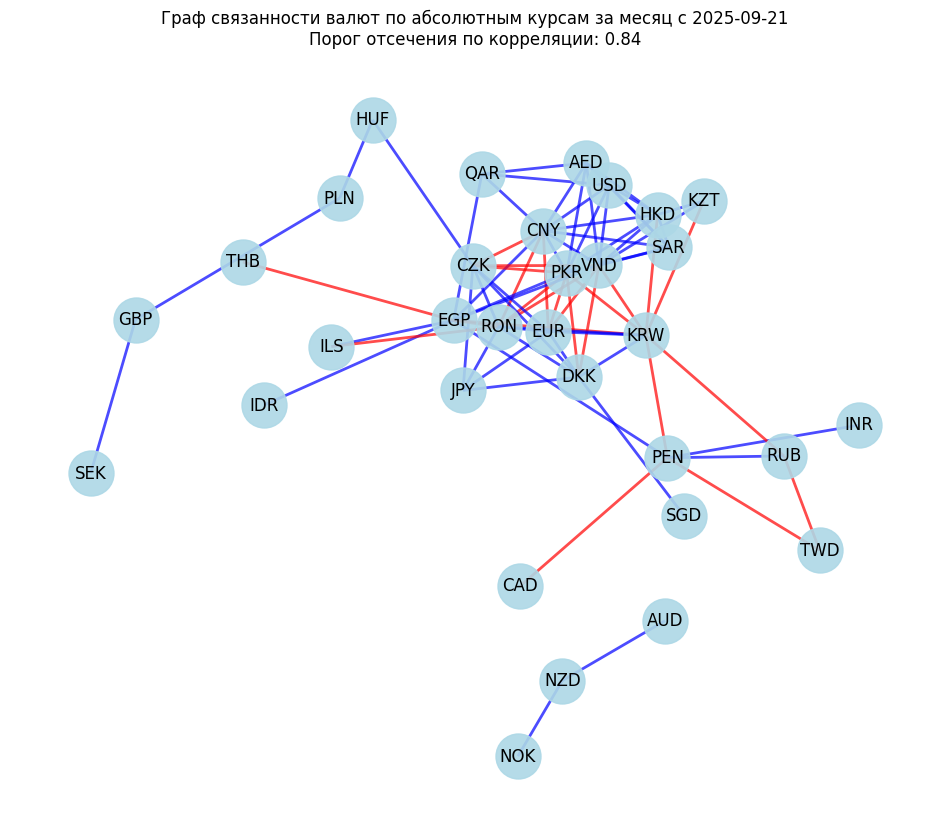 Граф связанности валют по абсолютным курсам за месяц с 2025-09-21
Порог отсечения по корреляции: 0.84
HUF
AED
QAR
USD
PLN
KZT
HKD
CNY
SAR
THB
CZK
VND
PKR
GBP
EGP
RON
EUR
KRW
ILS
DKK
JPY
IDR
INR
RUB
PEN
SEK
SGD
TWD
CAD
AUD
NZD
NOK